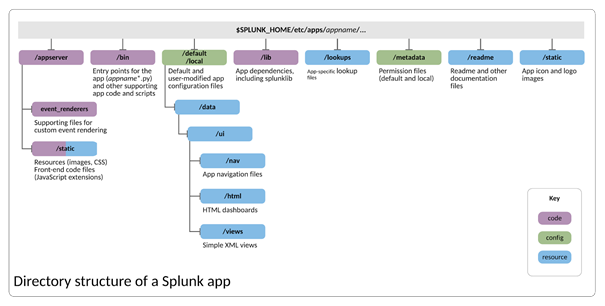 $SPLUNK_HOME/etc/apps/appname/...
/appserver
/bin
Entry points for the
app (appname*.py)
and other supporting
app code and scripts
/default
/local
Default and
user-modified app
configuration files
/lib
App dependencies,
including splunklib
/lookups
App-specific lookup
files
/metadata
Permission files
(default and local)
/readme
Readme and other
documentation
files
/static
App icon and logo
images
event_renderers
Supporting files for
custom event rendering
/static
Resources (images, CSS)
Front-end code files
(JavaScript extensions)
/data
/ui
/nav
App navigation files
/html
HTML dashboards
/views
Simple XML views
Key
code
config
resource
Directory structure of a Splunk app